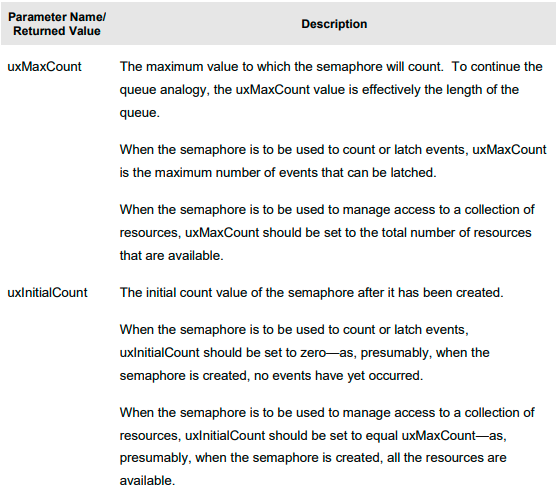 Parameter Name/
Returned Value
Description
uxMaxCount
The maximum value to which the semaphore will count.  To continue the
queue analogy, the uxMaxCount value is effectively the length of the
queue.
When the semaphore is to be used to count or latch events, uxMaxCount
is the maximum number of events that can be latched.
When the semaphore is to be used to manage access to a collection of
resources, uxMaxCount should be set to the total number of resources
that are available.
uxInitialCount
The initial count value of the semaphore after it has been created.
When the semaphore is to be used to count or latch events,
uxInitialCount should be set to zero—as, presumably, when the
semaphore is created, no events have yet occurred.
When the semaphore is to be used to manage access to a collection of
resources, uxInitialCount should be set to equal uxMaxCount—as,
presumably, when the semaphore is created, all the resources are
available.